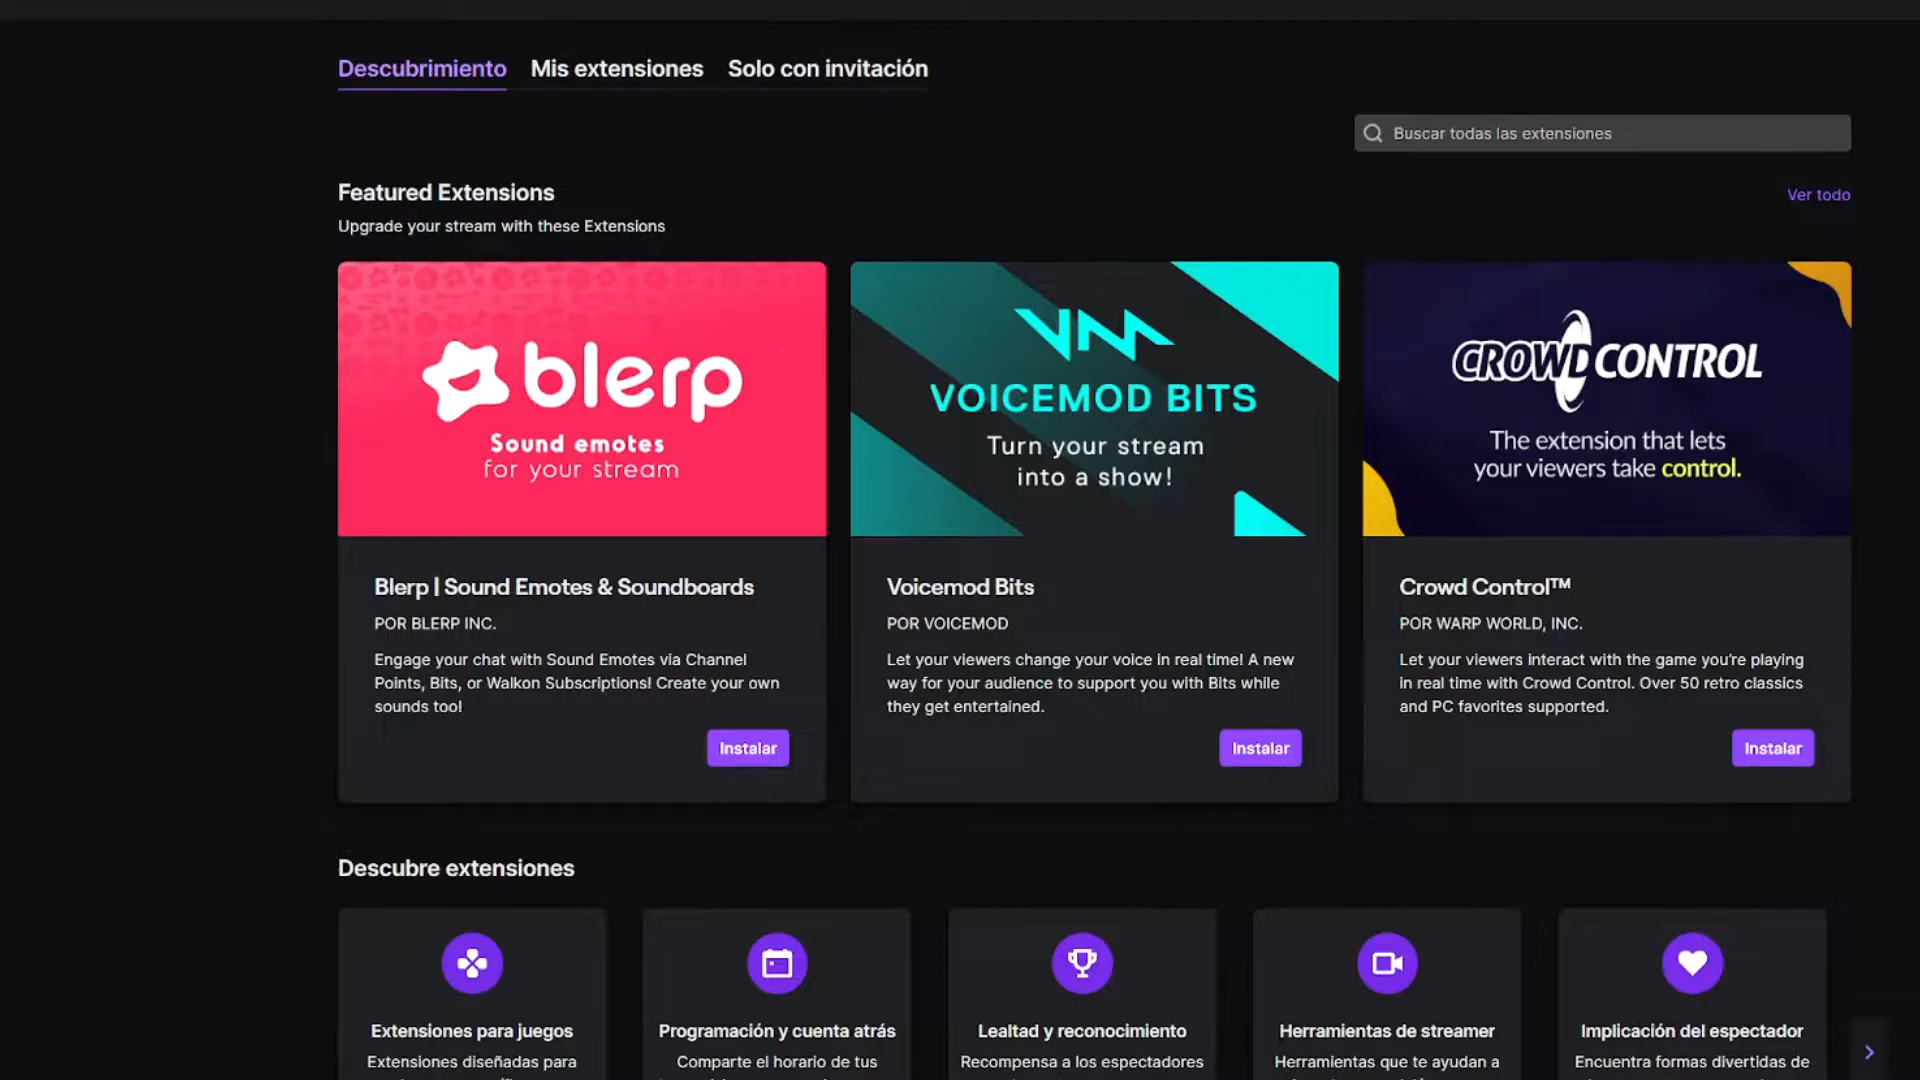 Descubrimiento Mis extensiones Solo con invitación
Buscar todas las extensiones
Featured Extensions
Ver todo
Upgrade your stream with these Extensions
blerp
Sound emotes
for your stream
VM
VOICEMOD BITS
Turn your stream
into a show!
CROWD CONTROL
The extension that lets
your viewers take control.
Blerp | Sound Emotes & Soundboards
POR BLERP INC.
Engage your chat with Sound Emotes via Channel
Points, Bits, or Walkon Subscriptions! Create your own
sounds too!
Instalar
Voicemod Bits
POR VOICEMOD
Let your viewers change your voice in real time! A new
way for your audience to support you with Bits while
they get entertained.
Instalar
Crowd Control™
POR WARP WORLD, INC.
Let your viewers interact with the game you're playing
in real time with Crowd Control. Over 50 retro classics
and PC favorites supported.
Instalar
Descubre extensiones
Extensiones para juegos
Extensiones diseñadas para
Programación y cuenta atrás
Comparte el horario de tus
Lealtad y reconocimiento
Recompensa a los espectadores
Herramientas de streamer
Herramientas que te ayudan a
Implicación del espectador
Encuentra formas divertidas de